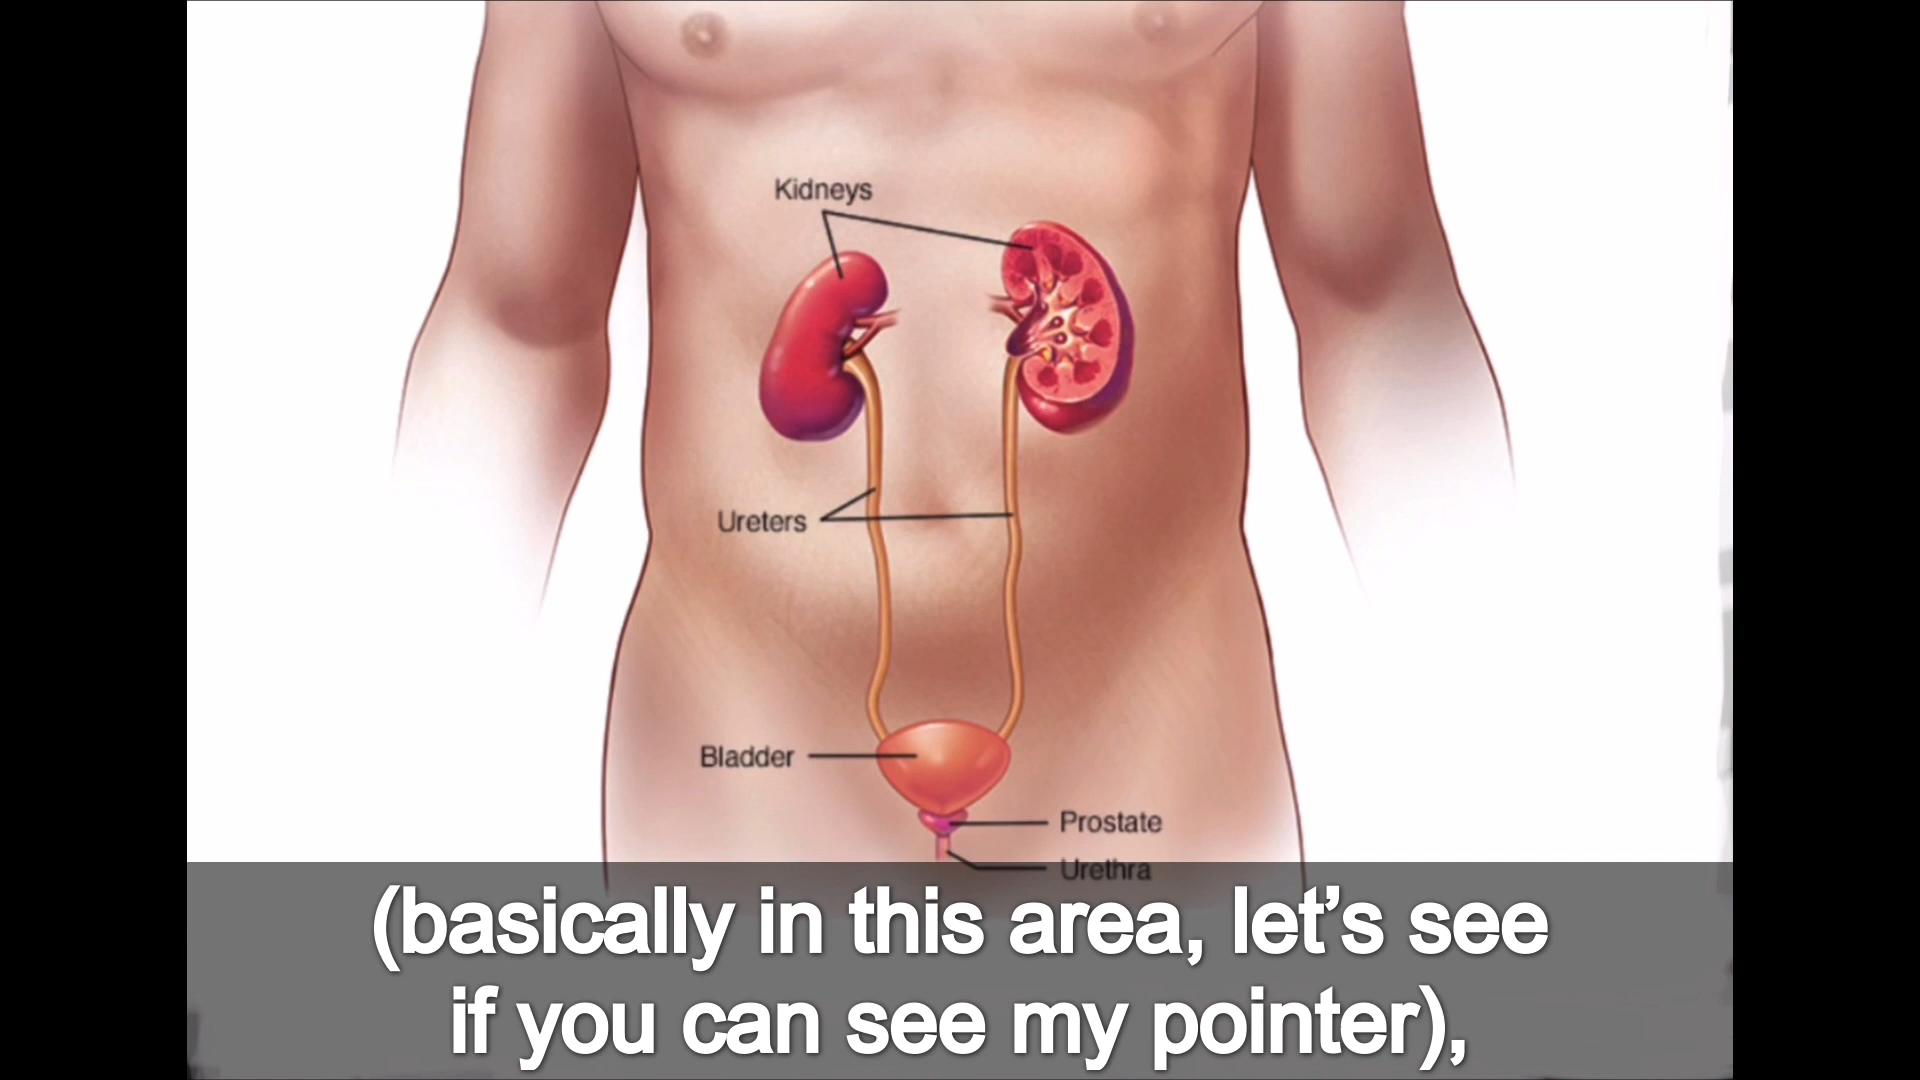 Kidneys
Ureters
Bladder
Prostate
Urethra
(basically in this area, let’s see
if you can see my pointer),